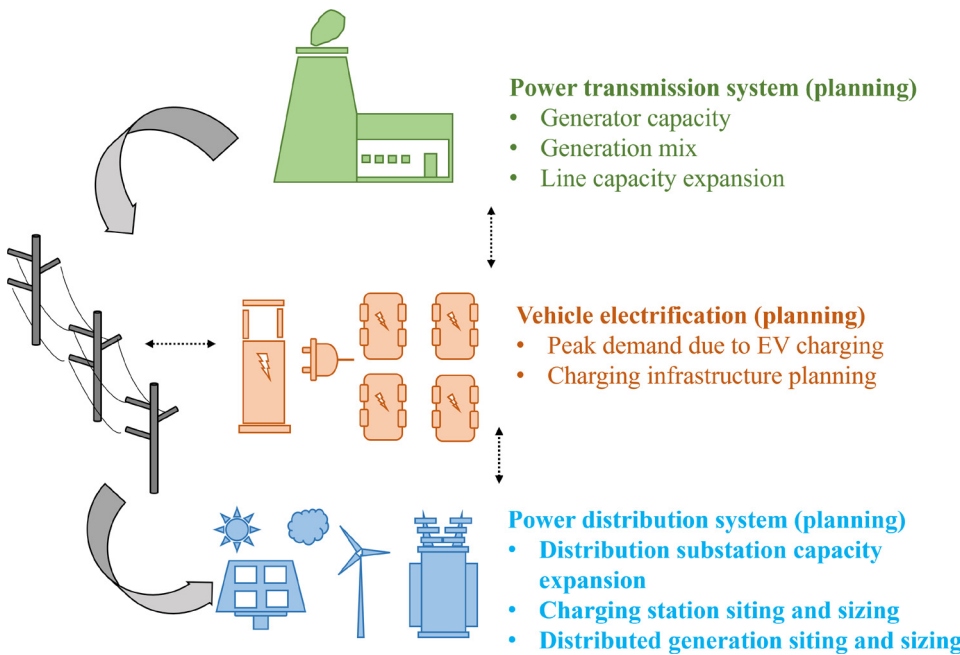 Power transmission system (planning)
• Generator capacity
• Generation mix
• Line capacity expansion
Vehicle electrification (planning)
• Peak demand due to EV charging
• Charging infrastructure planning
Power distribution system (planning)
• Distribution substation capacity
expansion
• Charging station siting and sizing
• Distributed generation siting and sizing